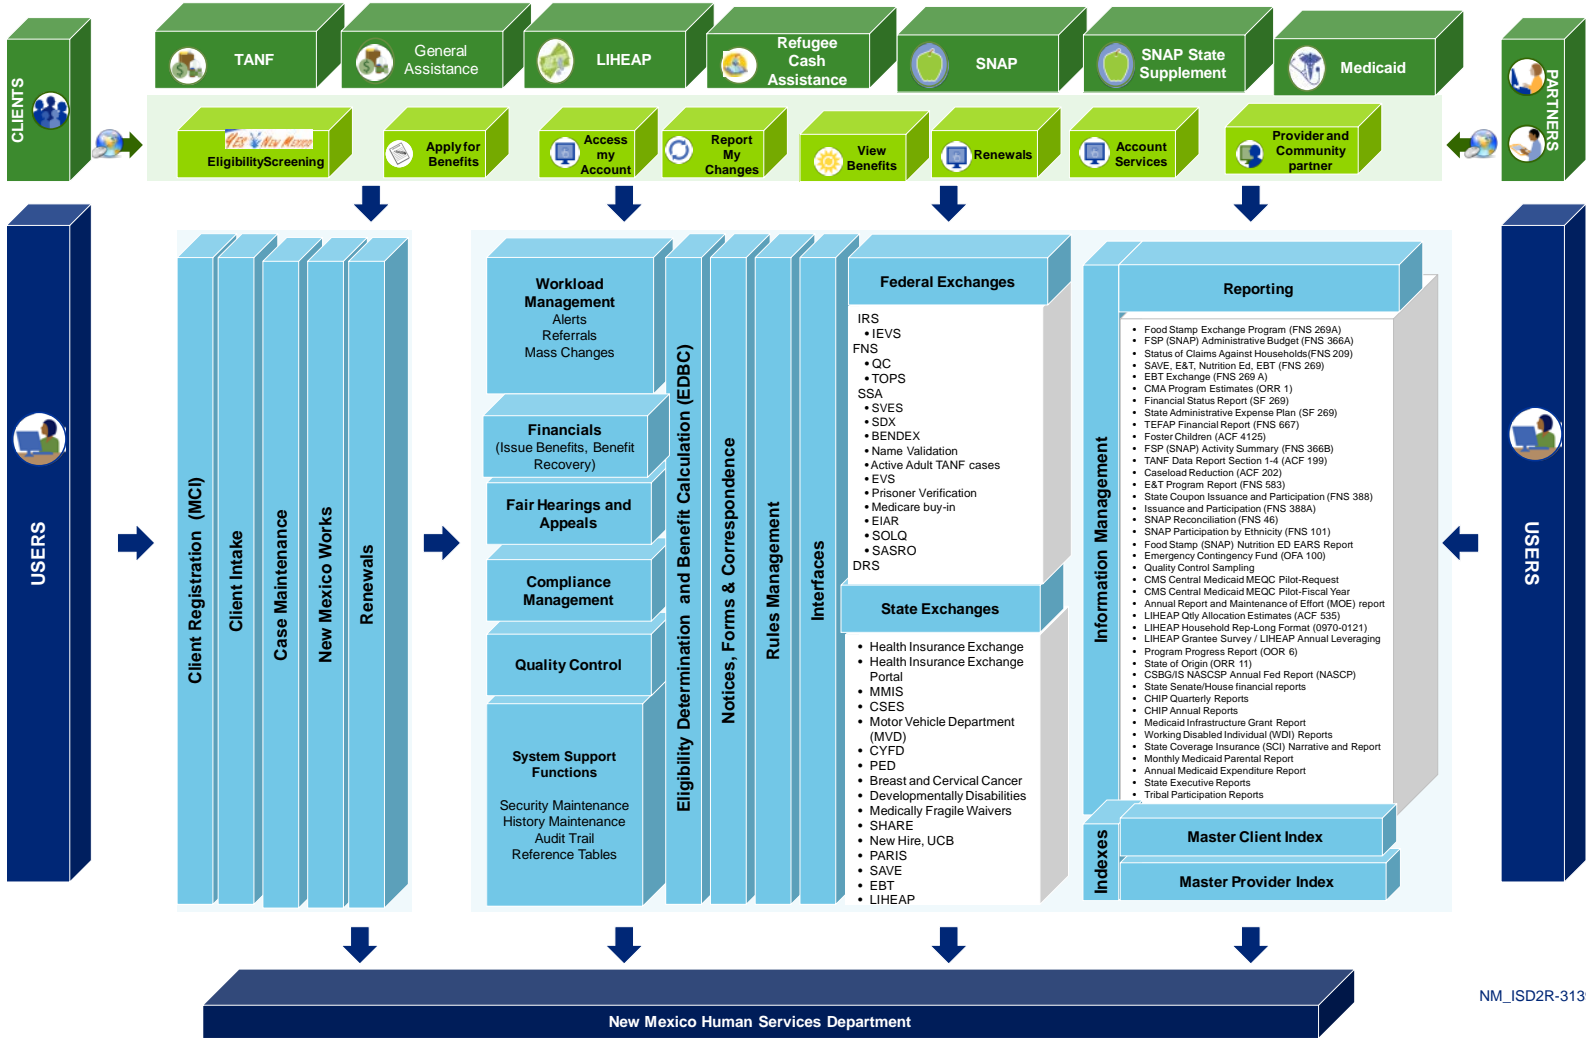 CLIENTS
TANF
General
Assistance
LIHEAP
Refugee
Cash
Assistance
SNAP
SNAP State
Supplement
Medicaid
PARTNERS
YES New Mexico
Eligibility Screening
Apply for
Benefits
Access
my
Account
Report
My
Changes
View
Benefits
Renewals
Account
Services
Provider and
Community
partner
USERS
Client Registration (MCI)
Client Intake
Case Maintenance
New Mexico Works
Renewals
Workload
Management
Alerts
Referrals
Mass Changes
Financials
(Issue Benefits, Benefit
Recovery)
Fair Hearings and
Appeals
Compliance
Management
Quality Control
System Support
Functions
Security Maintenance
History Maintenance
Audit Trail
Reference Tables
Eligibility Determination and Benefit Calculation (EDBC)
Notices, Forms & Correspondence
Rules Management
Interfaces
Federal Exchanges
IRS
• IEVS
FNS
• QC
• TOPS
SSA
• SVES
• SDX
• BENDEX
• Name Validation
• Active Adult TANF cases
• EVS
• Prisoner Verification
• Medicare buy-in
• EIAR
• SOLQ
• SASRO
DRS
State Exchanges
• Health Insurance Exchange
• Health Insurance Exchange
Portal
• MMIS
• CSES
• Motor Vehicle Department
(MVD)
• CYFD
• PED
• Breast and Cervical Cancer
• Developmentally Disabilities
• Medically Fragile Waivers
• SHARE
• New Hire, UCB
• PARIS
• SAVE
• EBT
• LIHEAP
Information Management
Reporting
• Food Stamp Exchange Program (FNS 269A)
• FSP (SNAP) Administrative Budget (FNS 366A)
• Status of Claims Against Households(FNS 209)
• SAVE, E&T, Nutrition Ed, EBT (FNS 269)
• EBT Exchange (FNS 269 A)
• CMA Program Estimates (ORR 1)
• Financial Status Report (SF 269)
• State Administrative Expense Plan (SF 269)
• TEFAP Financial Report (FNS 667)
• Foster Children (ACF 4125)
• FSP (SNAP) Activity Summary (FNS 366B)
• TANF Data Report Section 1-4 (ACF 199)
• Caseload Reduction (ACF 202)
• E&T Program Report (FNS 583)
• State Coupon Issuance and Participation (FNS 388)
• Issuance and Participation (FNS 388A)
• SNAP Reconciliation (FNS 46)
• SNAP Participation by Ethnicity (FNS 101)
• Food Stamp (SNAP) Nutrition ED EARS Report
• Emergency Contingency Fund (OFA 100)
• Quality Control Sampling
• CMS Central Medicaid MEQC Pilot-Request
• CMS Central Medicaid MEQC Pilot-Fiscal Year
• Annual Report and Maintenance of Effort (MOE) report
• LIHEAP Qtly Allocation Estimates (ACF 535)
• LIHEAP Household Rep-Long Format (0970-0121)
• LIHEAP Grantee Survey / LIHEAP Annual Leveraging
• Program Progress Report (OOR 6)
• State of Origin (ORR 11)
• CSBG/IS NASCSP Annual Fed Report (NASCP)
• State Senate/House financial reports
• CHIP Quarterly Reports
• CHIP Annual Reports
• Medicaid Infrastructure Grant Report
• Working Disabled Individual (WDI) Reports
• State Coverage Insurance (SCI) Narrative and Report
• Monthly Medicaid Parental Report
• Annual Medicaid Expenditure Report
• State Executive Reports
• Tribal Participation Reports
Indexes
Master Client Index
Master Provider Index
USERS
New Mexico Human Services Department
NM_ISD2R-313